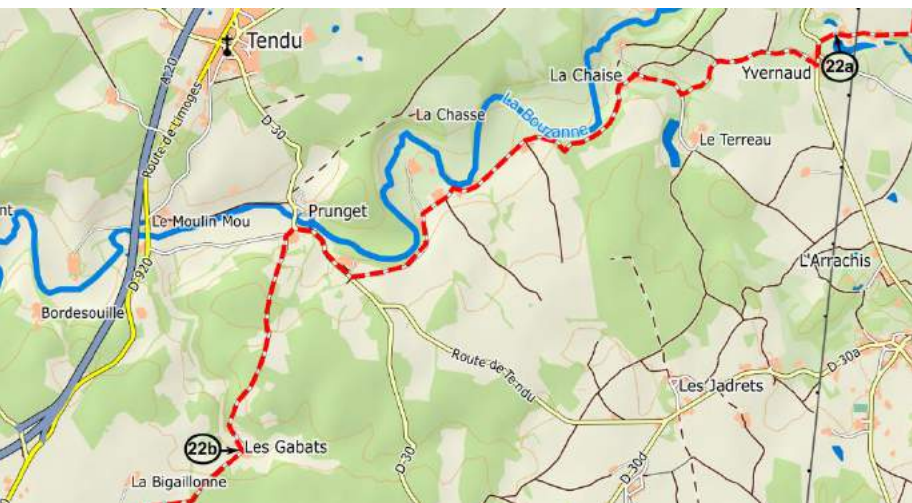 Tendu
A 20
Route de Limoges
D 30
La Chasse
La Chaise
La Bouzanne
Yvernaud
22a
Le Terreau
nt
Le Moulin Mou
Prunget
D 920
L'Arrachis
Bordesouille
Route de Tendu
D 30a
Les Jadrets
22b
Les Gabats
D 30
D 30d
La Bigaillonne